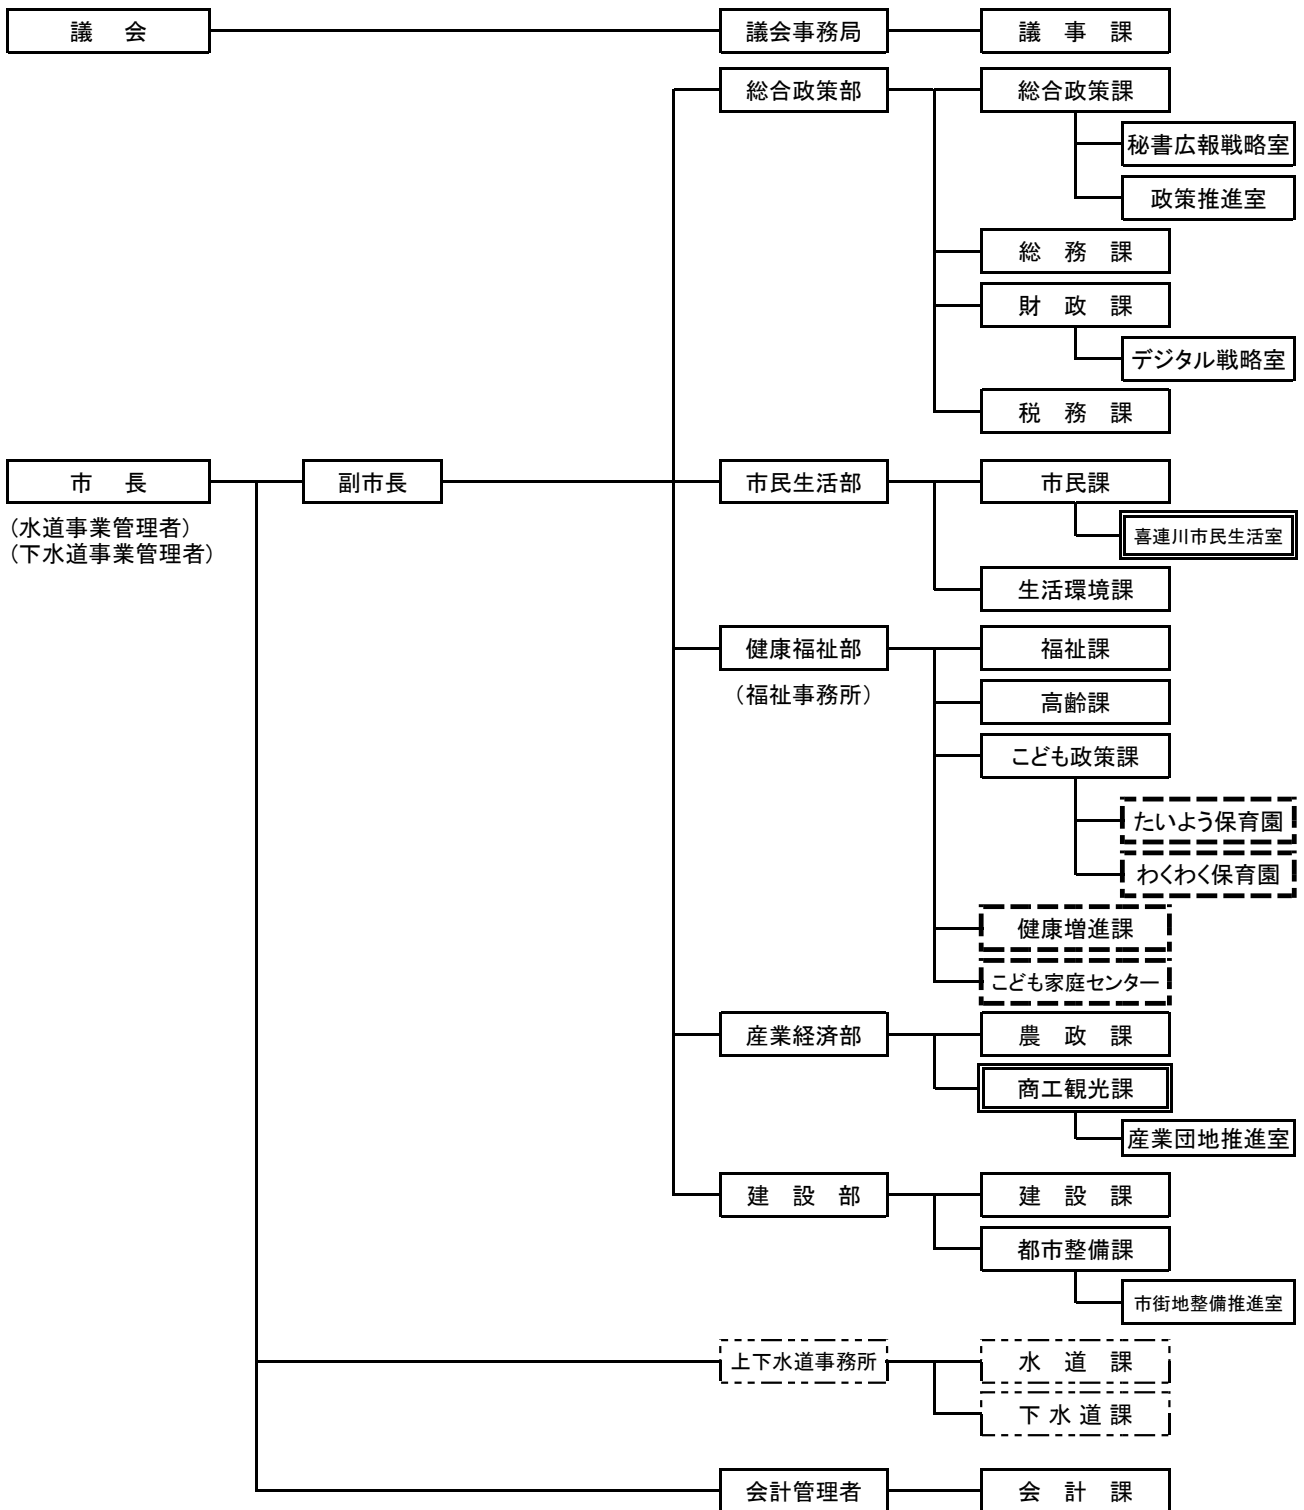 議　会
議会事務局
議　事　課
総合政策部
総合政策課
秘書広報戦略室
政策推進室
総　務　課
財　政　課
デジタル戦略室
税　務　課
市　長
(水道事業管理者)
(下水道事業管理者)
副市長
市民生活部
市民課
喜連川市民生活室
生活環境課
健康福祉部
（福祉事務所）
福祉課
高齢課
こども政策課
たいよう保育園
わくわく保育園
健康増進課
こども家庭センター
産業経済部
農　政　課
商工観光課
産業団地推進室
建　設　部
建　設　課
都市整備課
市街地整備推進室
上下水道事務所
水　道　課
下 水 道 課
会計管理者
会　計　課